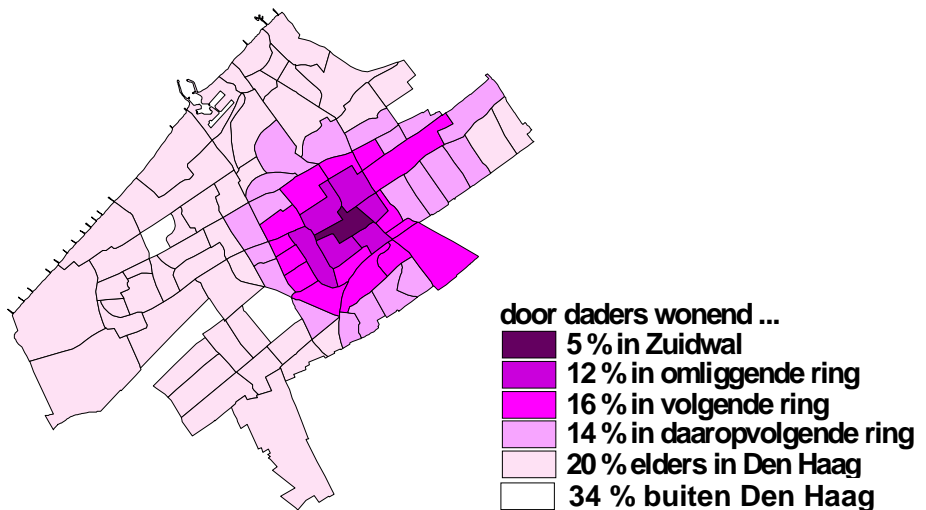 door daders wonend ...
5 % in Zuidwal
12 % in omliggende ring
16 % in volgende ring
14 % in daaropvolgende ring
20 % elders in Den Haag
34 % buiten Den Haag